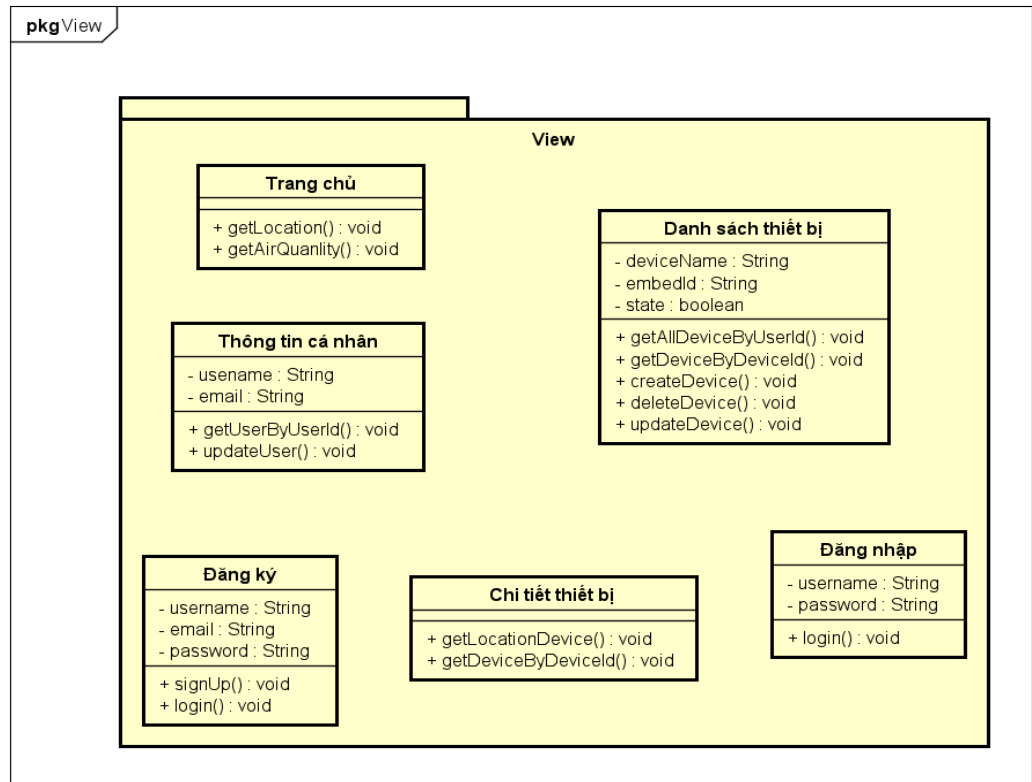 pkg View
View
Trang chủ
+ getLocation() : void
+ getAirQuanlity() : void
Danh sách thiết bị
- deviceName : String
- embedId : String
- state : boolean
+ getAllDeviceByUserId() : void
+ getDeviceByDeviceId() : void
+ createDevice() : void
+ deleteDevice() : void
+ updateDevice() : void
Thông tin cá nhân
- usename : String
- email : String
+ getUserByUserId() : void
+ updateUser() : void
Đăng ký
- username : String
- email : String
- password : String
+ signUp() : void
+ login() : void
Chi tiết thiết bị
+ getLocationDevice() : void
+ getDeviceByDeviceId() : void
Đăng nhập
- username : String
- password : String
+ login() : void